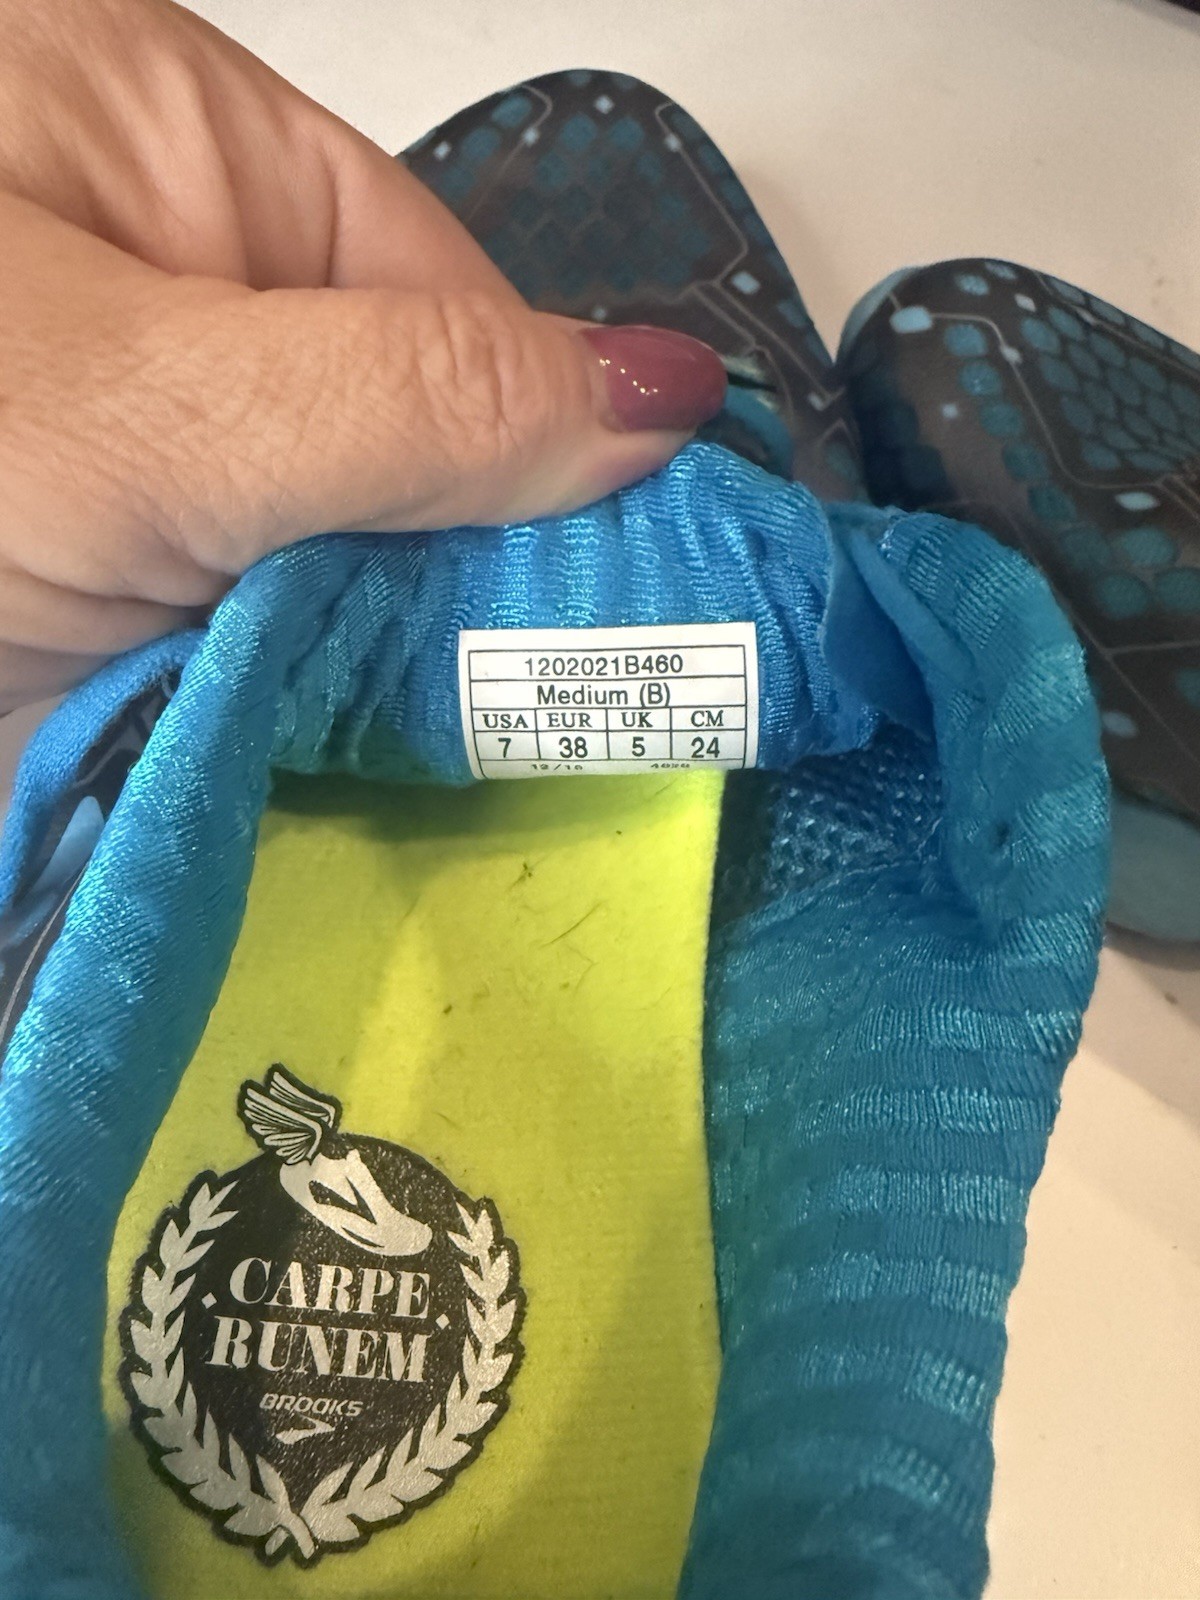 1202021B460
Medium (B)
USA EUR UK CM
7 38 5 24
CARPE
RUNEM
BROOKS